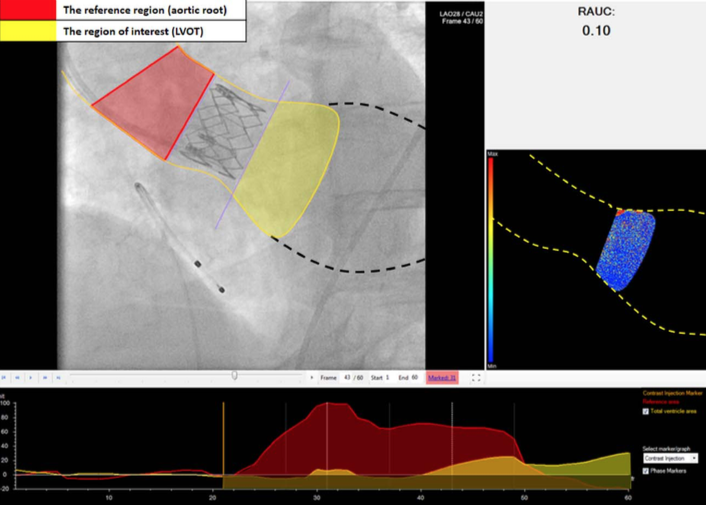 The reference region (aortic root)
The region of interest (LVOT)
LAO28 / CAU2
Frame 43 / 60
RAUC:
0.10
Max
Min
Frame 43 / 60 Start 1 End 60 Marked: 31
100
80
60
40
20
0
-20
10 20 30 40 50 60
Contrast Injection Marker
Reference area
Total ventricle area
Select marker/graph
Contrast Injection
Phase Markers